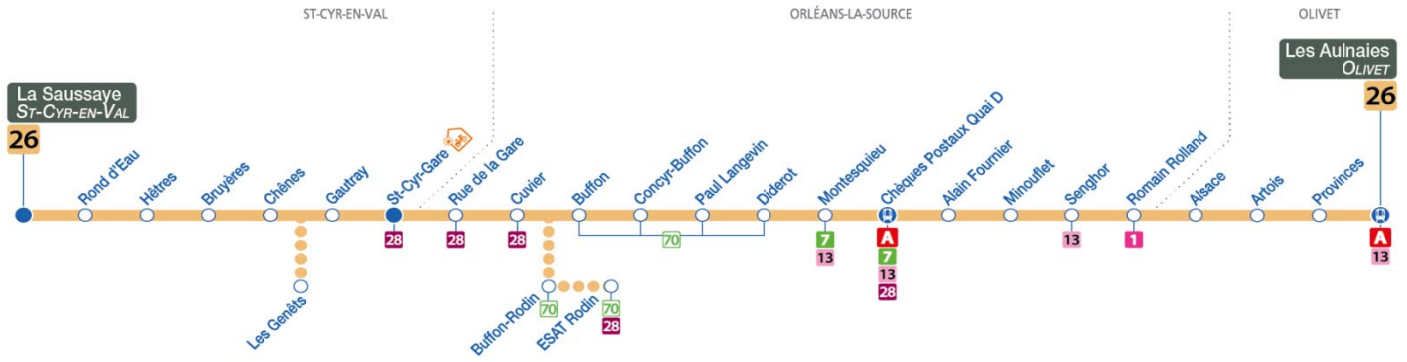 ST-CYR-EN-VAL
ORLÉANS-LA-SOURCE
OLIVET
La Saussaye
ST-CYR-EN-VAL
26
Les Aulnaies
OLIVET
26
Rond d'Eau
Hêtres
Bruyères
Chênes
Gautray
St-Cyr-Gare
Rue de la Gare
Cuvier
Buffon
Concyr-Buffon
Paul Langevin
Diderot
Montesquieu
Chèques Postaux Quai D
Alain Fournier
Minouflet
Senghor
Romain Rolland
Alsace
Artois
Provinces
28
28
28
70
7
13
A
7
13
28
13
1
A
13
Les Genêts
Buffon-Rodin
70
ESAT Rodin
70
28